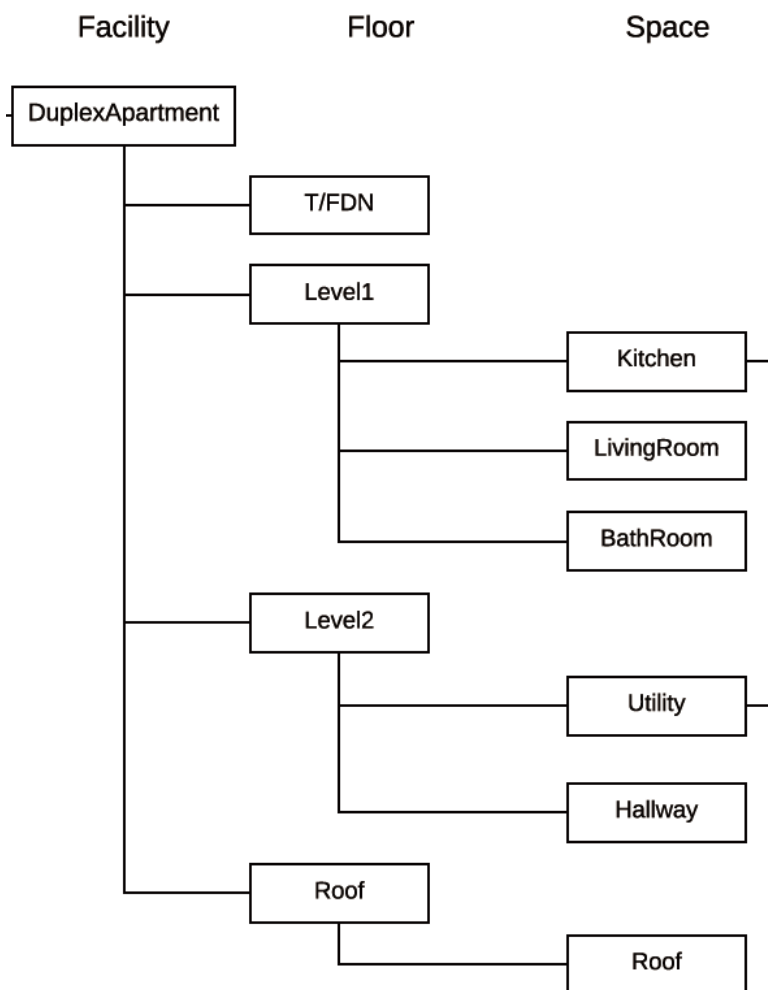 Facility Floor Space
DuplexApartment
T/FDN
Level1
Kitchen
LivingRoom
BathRoom
Level2
Utility
Hallway
Roof
Roof